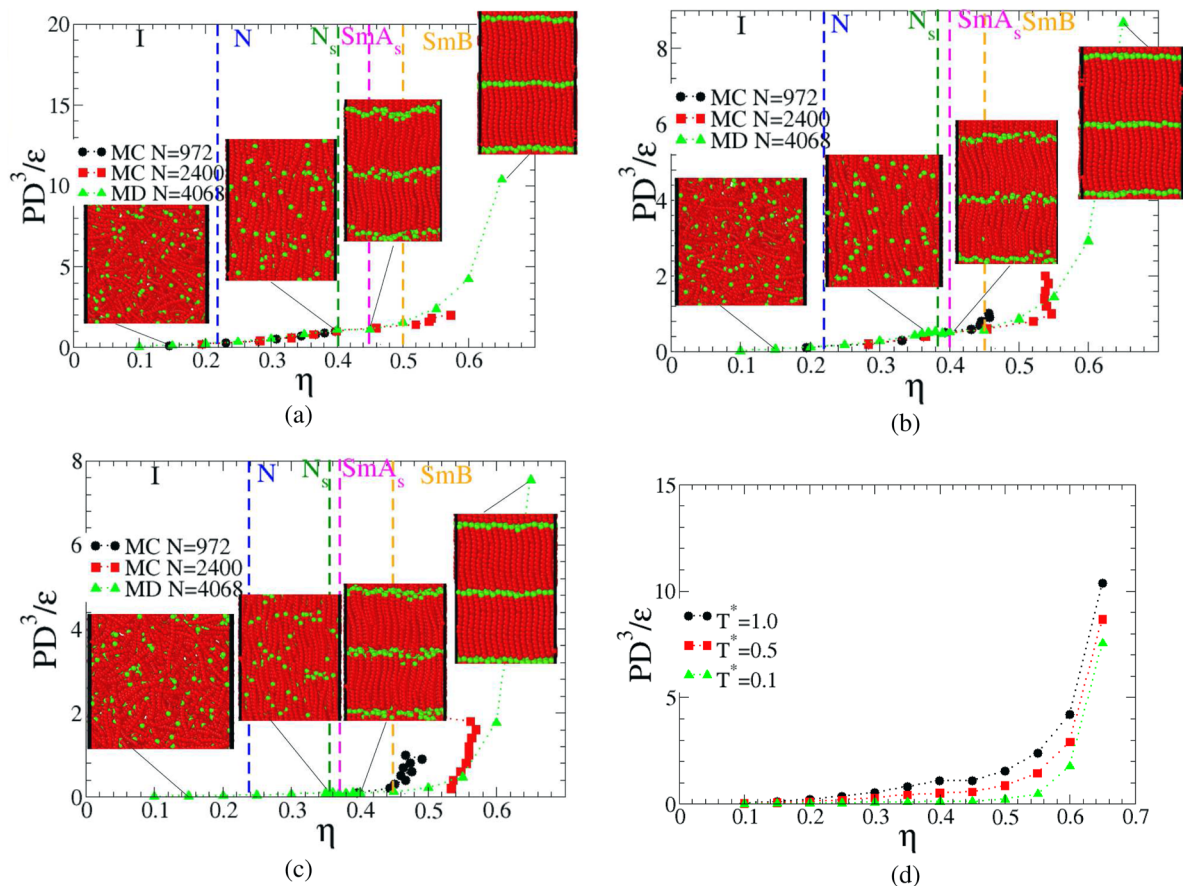 I N N_s SmA_s SmB
PD^3/ε
20
15
10
5
0
MC N=972
MC N=2400
MD N=4068
0 0.1 0.2 0.3 0.4 0.5 0.6
η
(a)
I N N_s SmA_s SmB
PD^3/ε
8
6
4
2
0
MC N=972
MC N=2400
MD N=4068
0 0.1 0.2 0.3 0.4 0.5 0.6
η
(b)
I N N_s SmA_s SmB
PD^3/ε
8
6
4
2
0
MC N=972
MC N=2400
MD N=4068
0 0.1 0.2 0.3 0.4 0.5 0.6
η
(c)
PD^3/ε
15
10
5
0
T^*=1.0
T^*=0.5
T^*=0.1
0 0.1 0.2 0.3 0.4 0.5 0.6 0.7
η
(d)